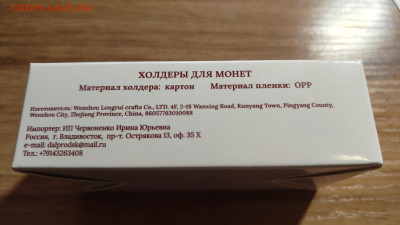 ХОЛДЕРЫ ДЛЯ МОНЕТ
Материал холдера: картон Материал пленки: OPP
Изготовитель: Wenzhou Longrui crafts Co., LTD. 4F, 2-18 Wanxing Road, Kunyang Town, Pingyang County,
Wenzhou City, Zhejiang Province, China, 86057763010088
Импортер: ИП Червоненко Ирина Юрьевна
Россия, г. Владивосток, пр-т. Острякова 13, оф. 35 X
e-mail: dalprodsk@mail.ru
Тел.: +79143263408